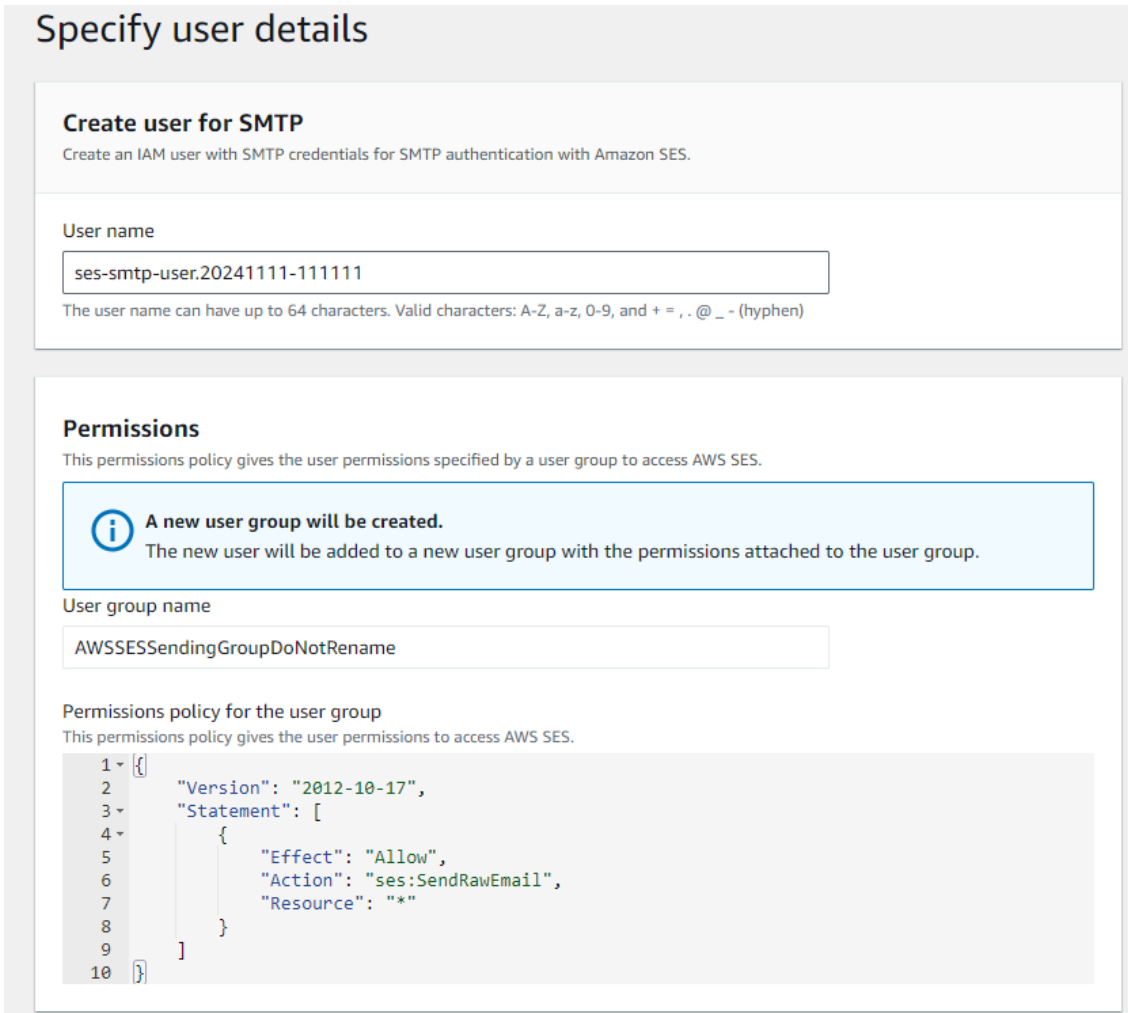 Specify user details
Create user for SMTP
Create an IAM user with SMTP credentials for SMTP authentication with Amazon SES.
User name
ses-smtp-user.20241111-111111
The user name can have up to 64 characters. Valid characters: A-Z, a-z, 0-9, and + = , . @ _ - (hyphen)
Permissions
This permissions policy gives the user permissions specified by a user group to access AWS SES.
A new user group will be created.
The new user will be added to a new user group with the permissions attached to the user group.
User group name
AWSSESSendingGroupDoNotRename
Permissions policy for the user group
This permissions policy gives the user permissions to access AWS SES.
1 {
2 "Version": "2012-10-17",
3 "Statement": [
4 {
5 "Effect": "Allow",
6 "Action": "ses:SendRawEmail",
7 "Resource": "*"
8 }
9 ]
10 }